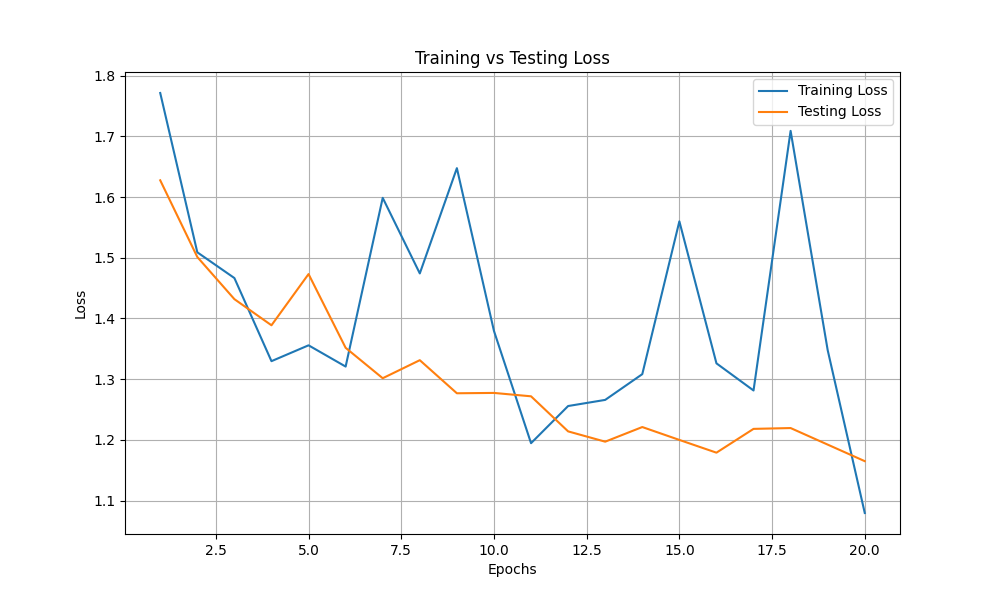 Training vs Testing Loss
Training Loss
Testing Loss
1.8
1.7
1.6
1.5
1.4
1.3
1.2
1.1
Loss
2.5 5.0 7.5 10.0 12.5 15.0 17.5 20.0
Epochs